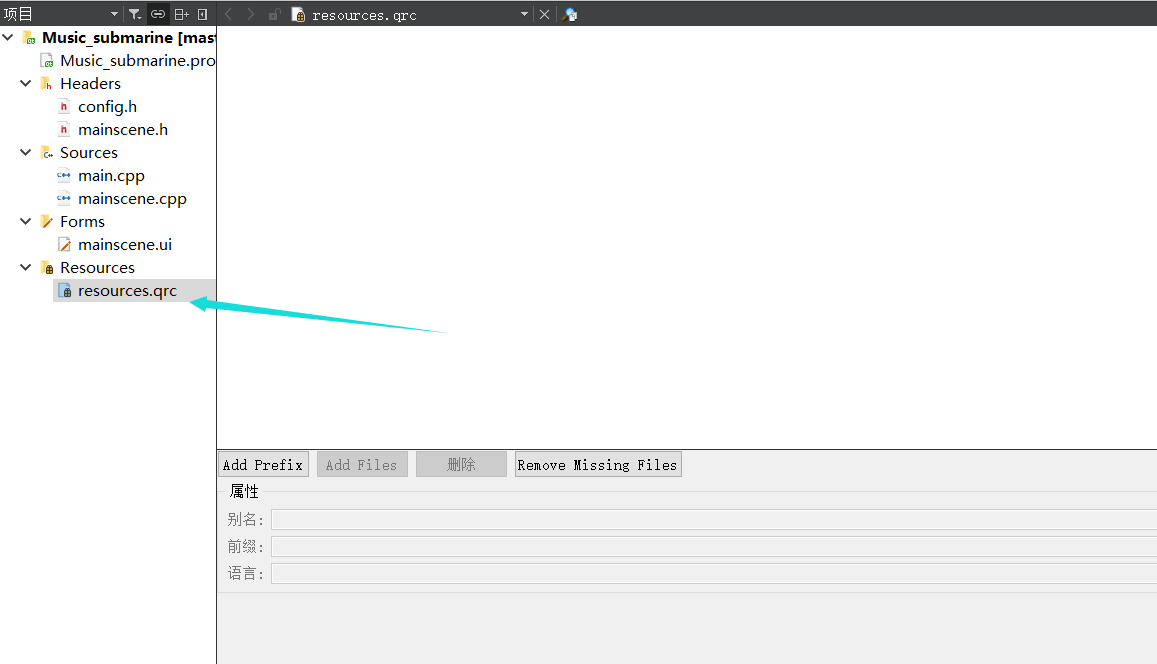 项目
resources.qrc
Music_submarine [mast
Music_submarine.pro
Headers
config.h
mainscene.h
Sources
main.cpp
mainscene.cpp
Forms
mainscene.ui
Resources
resources.qrc
Add Prefix
Add Files
删除
Remove Missing Files
属性
别名:
前缀:
语言: